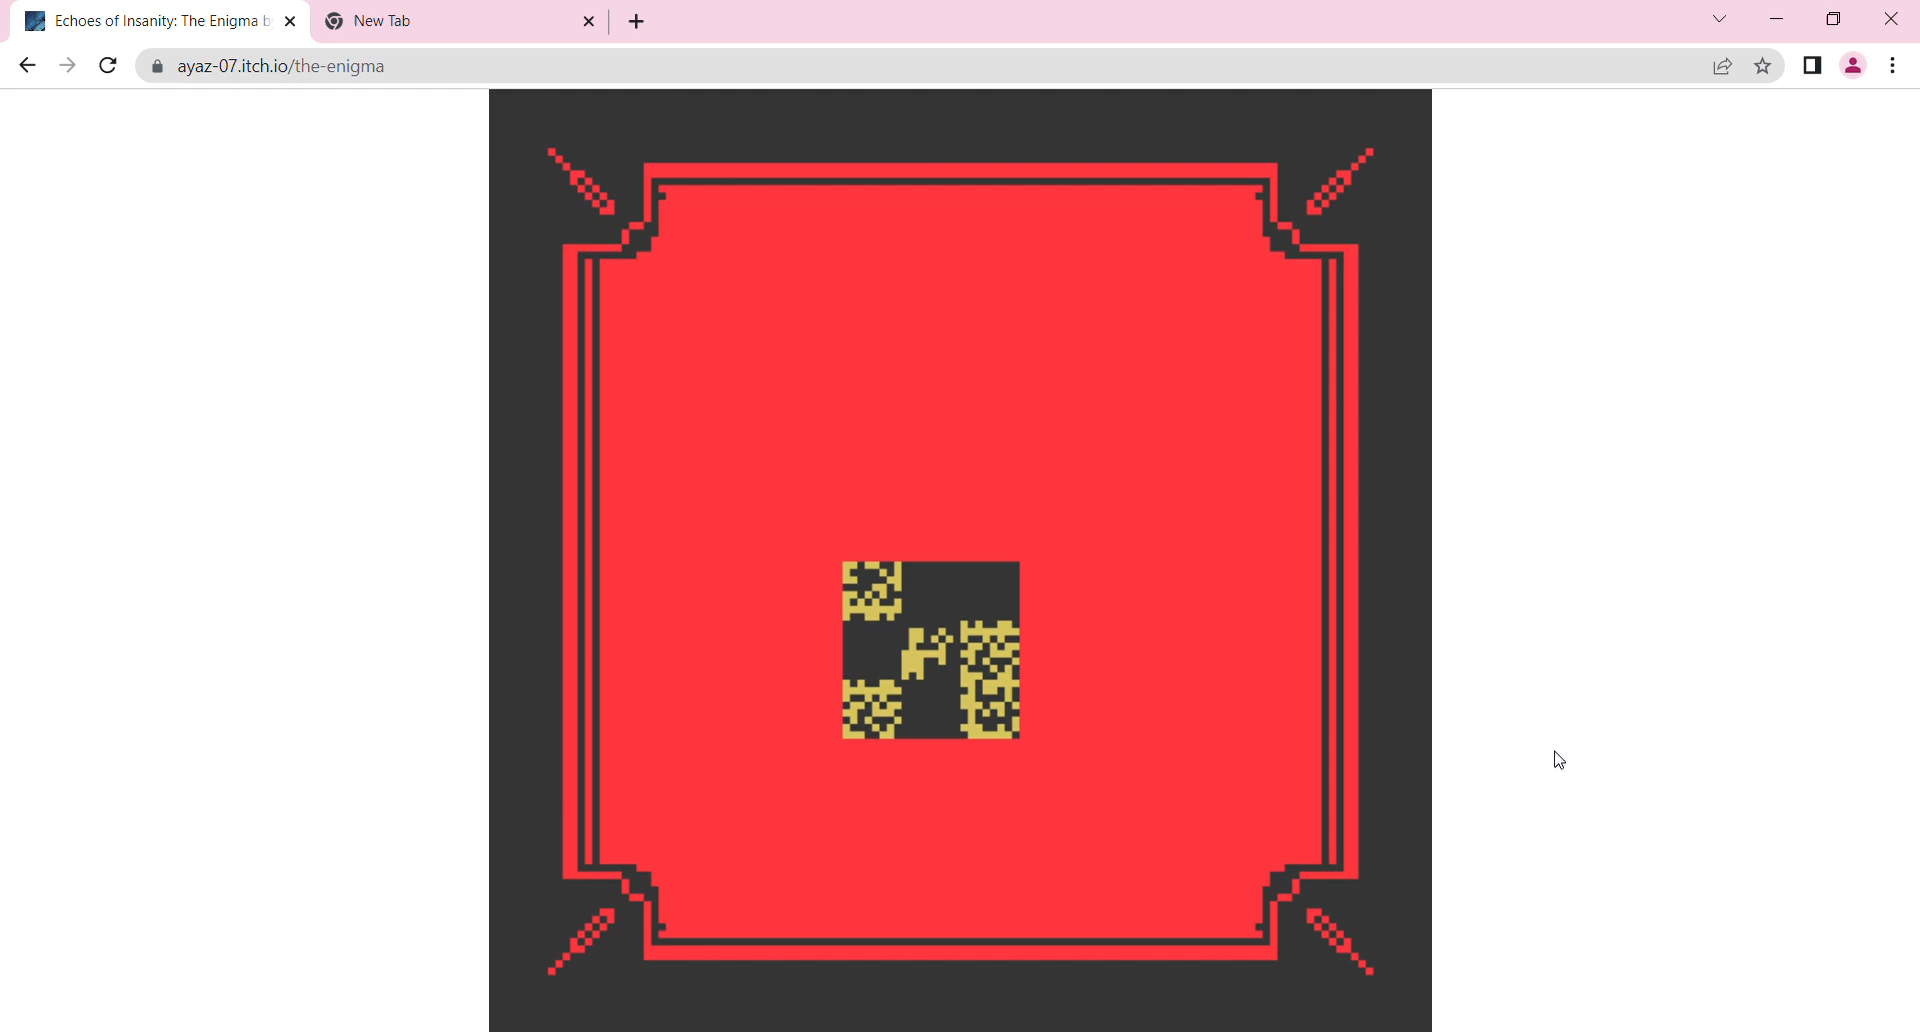 Echoes of Insanity: The Enigma b
New Tab
ayaz-07.itch.io/the-enigma